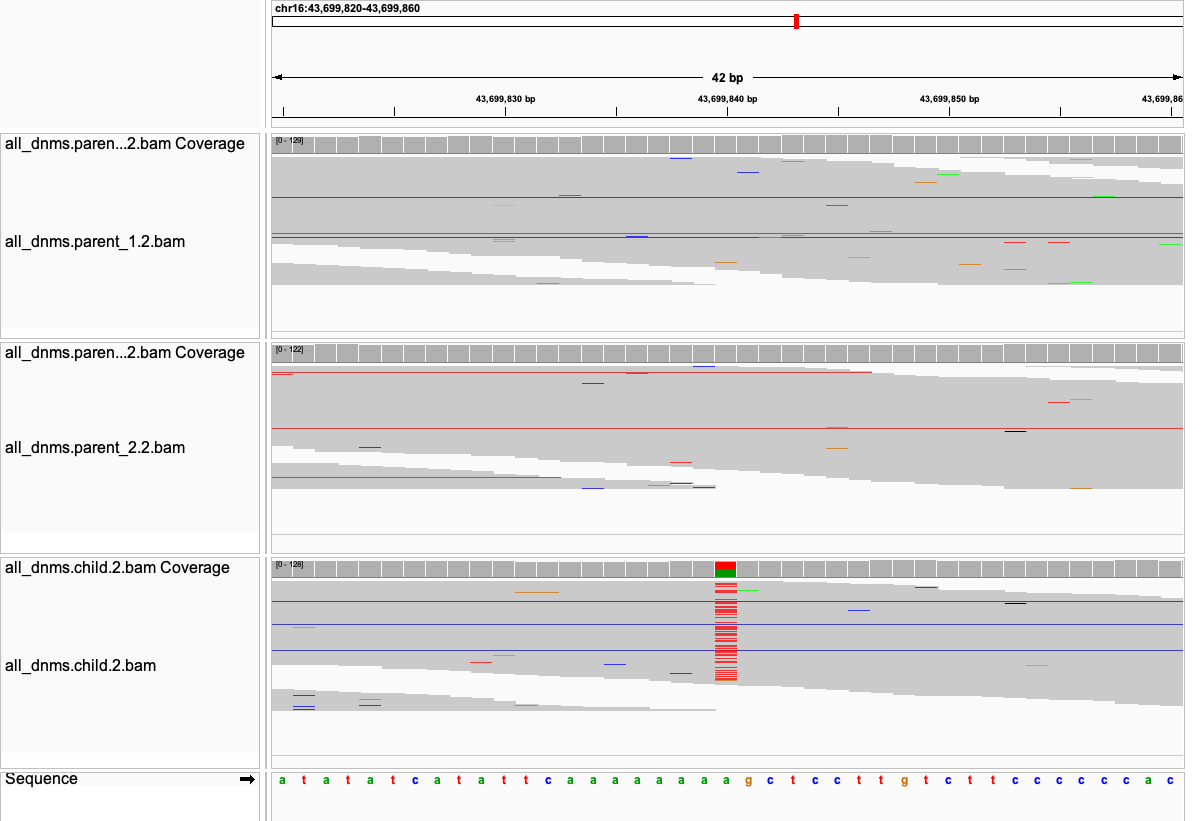 chr16:43,699,820-43,699,860
42 bp
43,699,830 bp 43,699,840 bp 43,699,850 bp 43,699,86
all_dnms.paren...2.bam Coverage
[0 - 129]
all_dnms.parent_1.2.bam
all_dnms.paren...2.bam Coverage
[0 - 122]
all_dnms.parent_2.2.bam
all_dnms.child.2.bam Coverage
[0 - 128]
all_dnms.child.2.bam
Sequence a t a t a t c a t a t t c a a a a a a a a g c t c c t t g t c t t c c c c c c a c